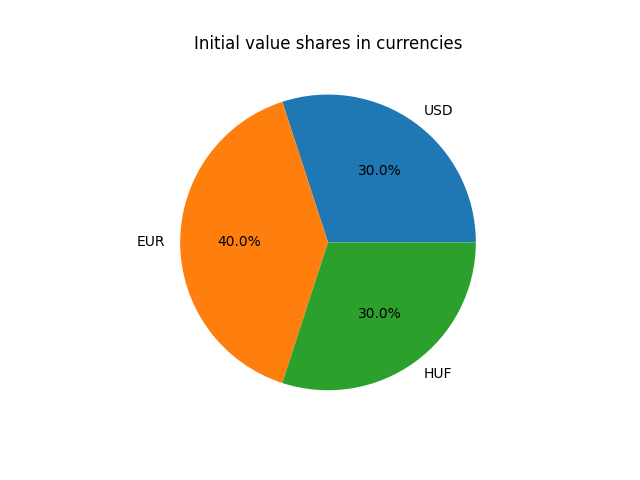 Initial value shares in currencies
USD
30.0%
EUR
40.0%
30.0%
HUF